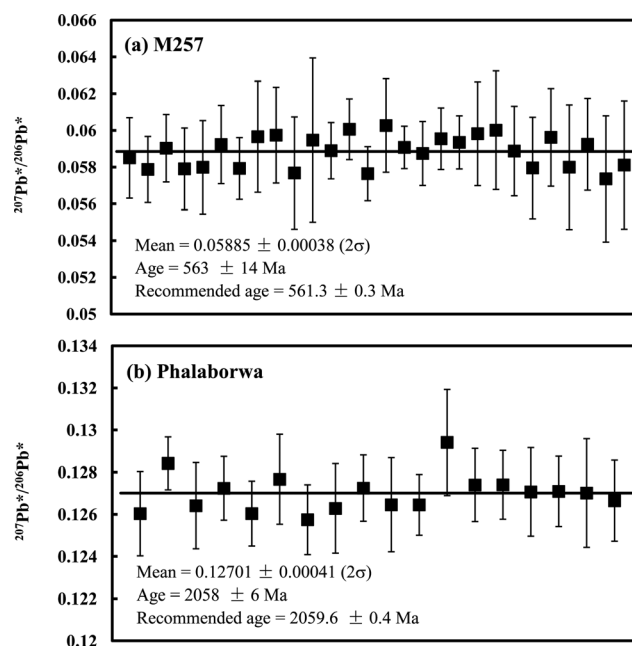 0.066
(a) M257
0.064
0.062
0.06
0.058
0.056
0.054
0.052
0.05
²⁰⁷Pb*/²⁰⁶Pb*
Mean = 0.05885 ± 0.00038 (2σ)
Age = 563 ± 14 Ma
Recommended age = 561.3 ± 0.3 Ma
0.134
(b) Phalaborwa
0.132
0.13
0.128
0.126
0.124
0.122
0.12
²⁰⁷Pb*/²⁰⁶Pb*
Mean = 0.12701 ± 0.00041 (2σ)
Age = 2058 ± 6 Ma
Recommended age = 2059.6 ± 0.4 Ma